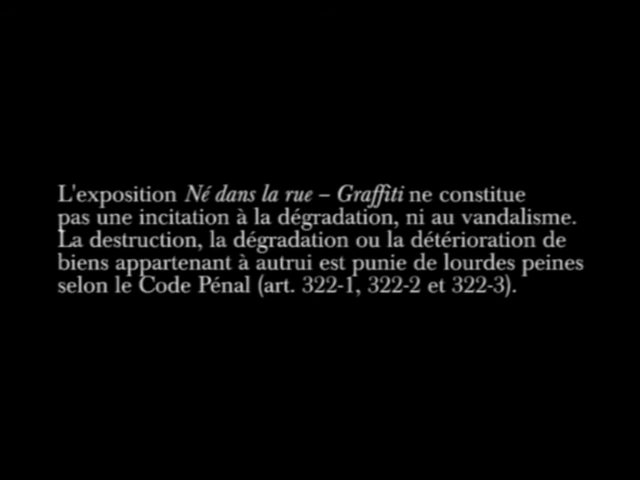 L'exposition Né dans la rue – Graffiti ne constitue
pas une incitation à la dégradation, ni au vandalisme.
La destruction, la dégradation ou la détérioration de
biens appartenant à autrui est punie de lourdes peines
selon le Code Pénal (art. 322-1, 322-2 et 322-3).